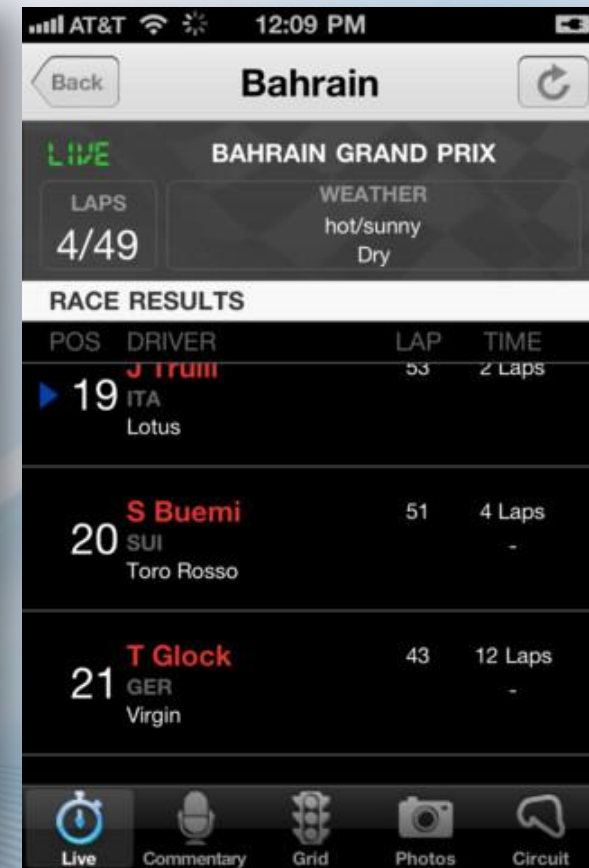 AT&T 12:09 PM
Back Bahrain
LIVE BAHRAIN GRAND PRIX
LAPS
4/49
WEATHER
hot/sunny
Dry
RACE RESULTS
POS DRIVER LAP TIME
19 J Trulli 53 2 Laps
ITA
Lotus
20 S Buemi 51 4 Laps
SUI -
Toro Rosso
21 T Glock 43 12 Laps
GER -
Virgin
Live Commentary Grid Photos Circuit